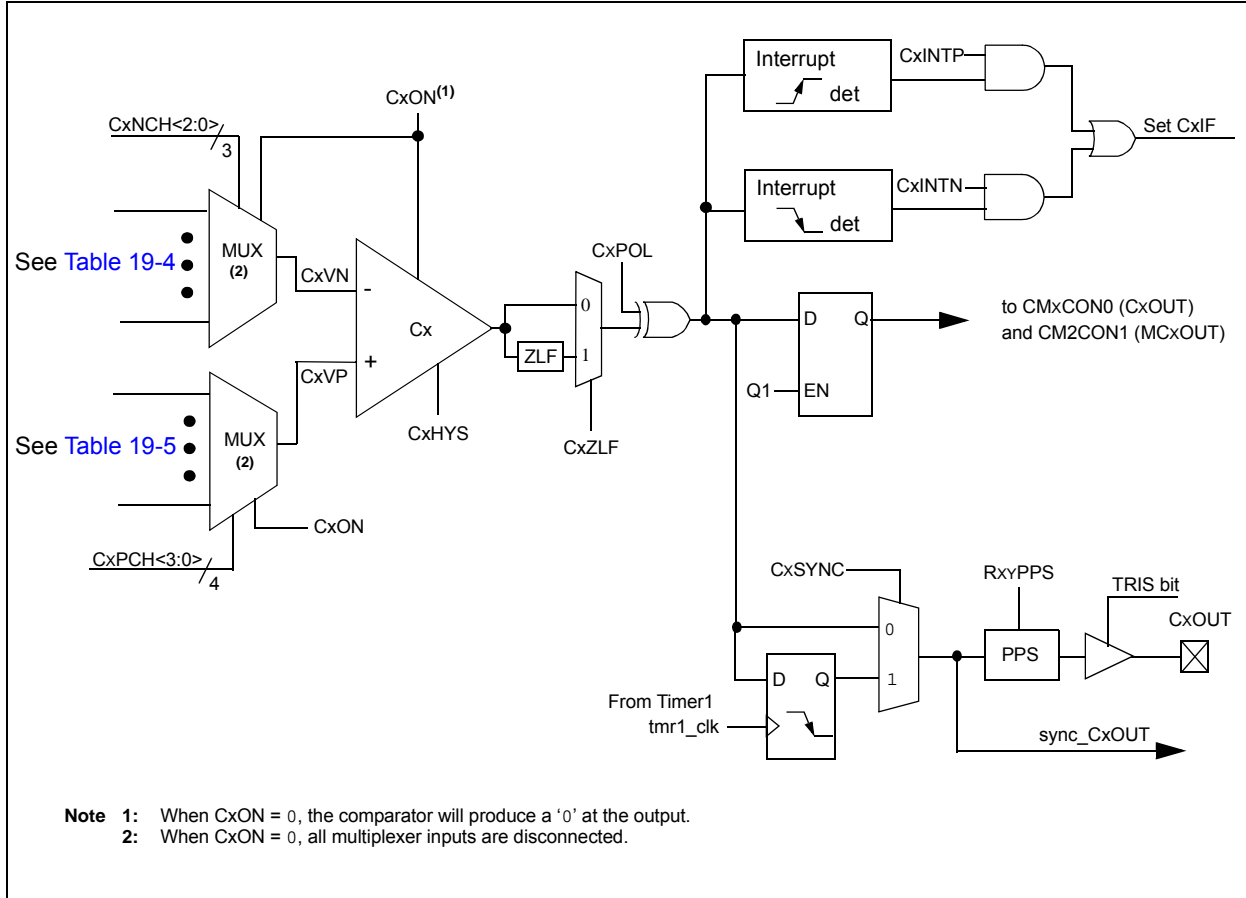 Interrupt
det
CxINTP
Set CxIF
Interrupt
det
CxINTN
CxON(1)
CxNCH<2:0>
3
MUX
(2)
See Table 19-4
CxVN
-
Cx
+
CxVP
CxHYS
ZLF
0
1
CxZLF
CxPOL
D Q
Q1
EN
to CMxCON0 (CxOUT)
and CM2CON1 (MCxOUT)
See Table 19-5
MUX
(2)
CxON
CxPCH<3:0>
4
CxSYNC
0
1
D Q
From Timer1
tmr1_clk
RxyPPS
PPS
TRIS bit
CxOUT
sync_CxOUT
Note 1: When CxON = 0, the comparator will produce a ‘0’ at the output.
2: When CxON = 0, all multiplexer inputs are disconnected.